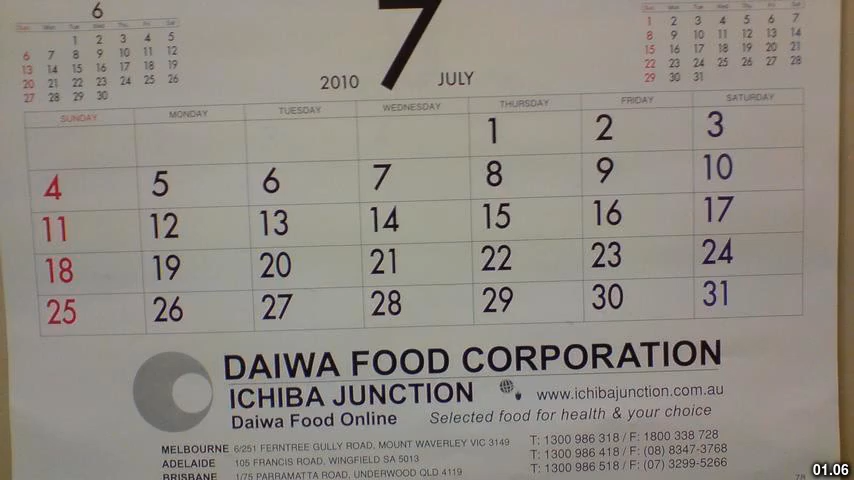 6
Sun Mon Tue Wed Thu Fri Sat
1 2 3 4 5
6 7 8 9 10 11 12
13 14 15 16 17 18 19
20 21 22 23 24 25 26
27 28 29 30
2010 7 JULY
1 2 3 4 5 6 7
8 9 10 11 12 13 14
15 16 17 18 19 20 21
22 23 24 25 26 27 28
29 30 31
SUNDAY MONDAY TUESDAY WEDNESDAY THURSDAY FRIDAY SATURDAY
1 2 3
4 5 6 7 8 9 10
11 12 13 14 15 16 17
18 19 20 21 22 23 24
25 26 27 28 29 30 31
DAIWA FOOD CORPORATION
ICHIBA JUNCTION www.ichibajunction.com.au
Daiwa Food Online Selected food for health & your choice
MELBOURNE 6/251 FERNTREE GULLY ROAD, MOUNT WAVERLEY VIC 3149 T: 1300 986 318 / F: 1800 338 728
ADELAIDE 105 FRANCIS ROAD, WINGFIELD SA 5013 T: 1300 986 418 / F: (08) 8347-3768
BRISBANE 1/75 PARRAMATTA ROAD, UNDERWOOD QLD 4119 T: 1300 986 518 / F: (07) 3299-5266
01.06